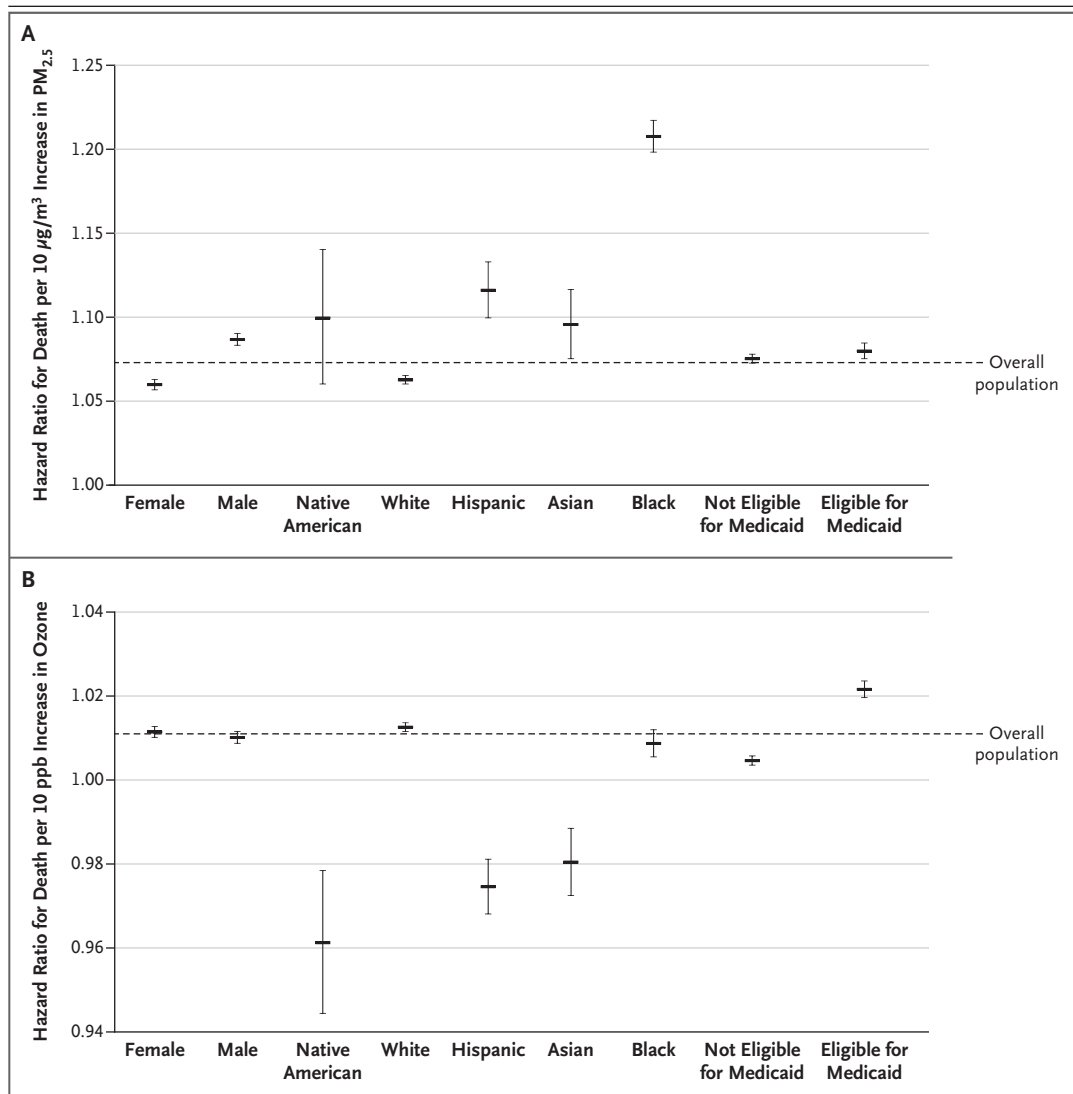 A
Hazard Ratio for Death per 10 µg/m³ Increase in PM2.5
1.25
1.20
1.15
1.10
1.05
1.00
Overall
population
Female Male Native White Hispanic Asian Black Not Eligible Eligible for
American for Medicaid Medicaid
B
Hazard Ratio for Death per 10 ppb Increase in Ozone
1.04
1.02
1.00
0.98
0.96
0.94
Overall
population
Female Male Native White Hispanic Asian Black Not Eligible Eligible for
American for Medicaid Medicaid